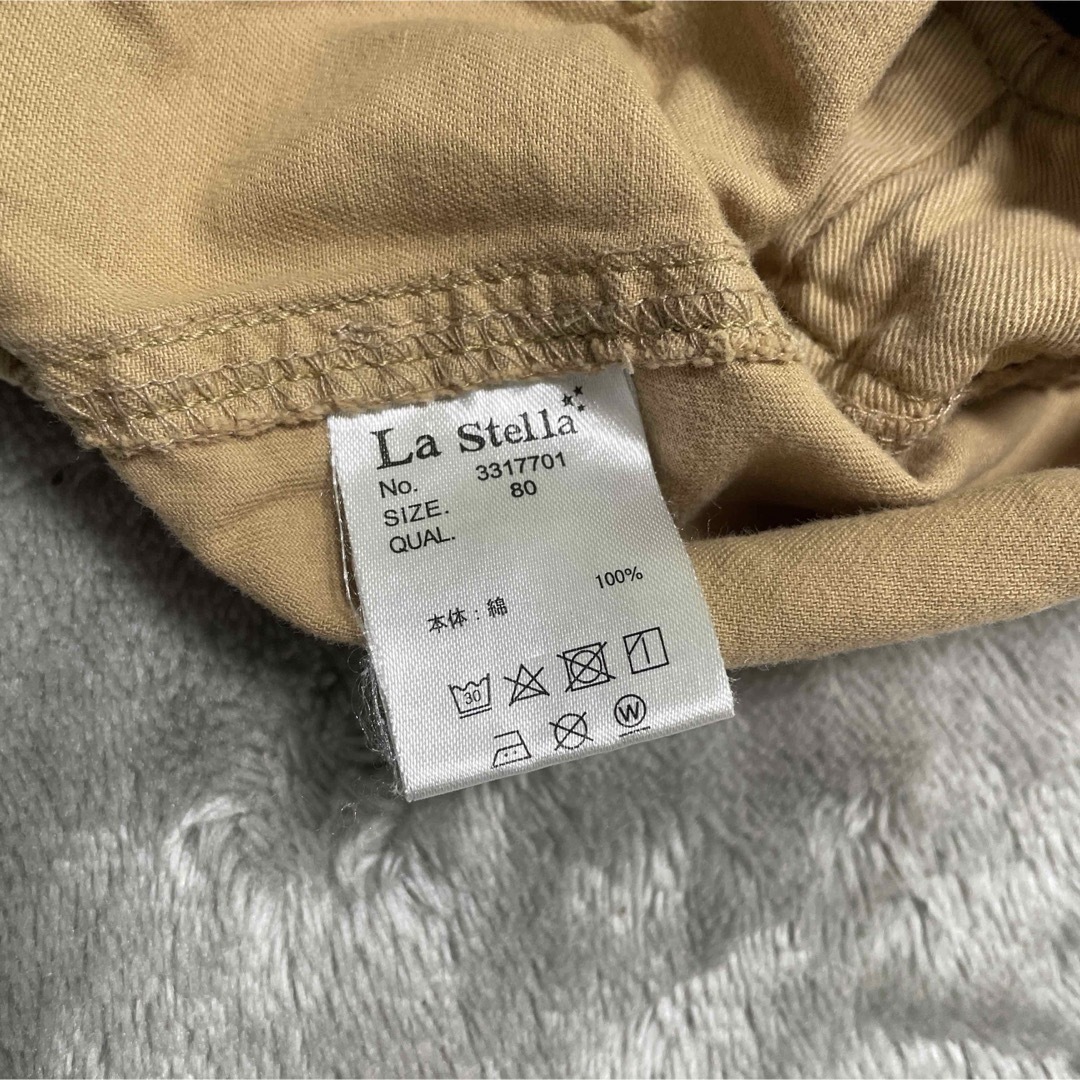 La Stella
No. 3317701
SIZE. 80
QUAL.
本体：綿 100%
30
W